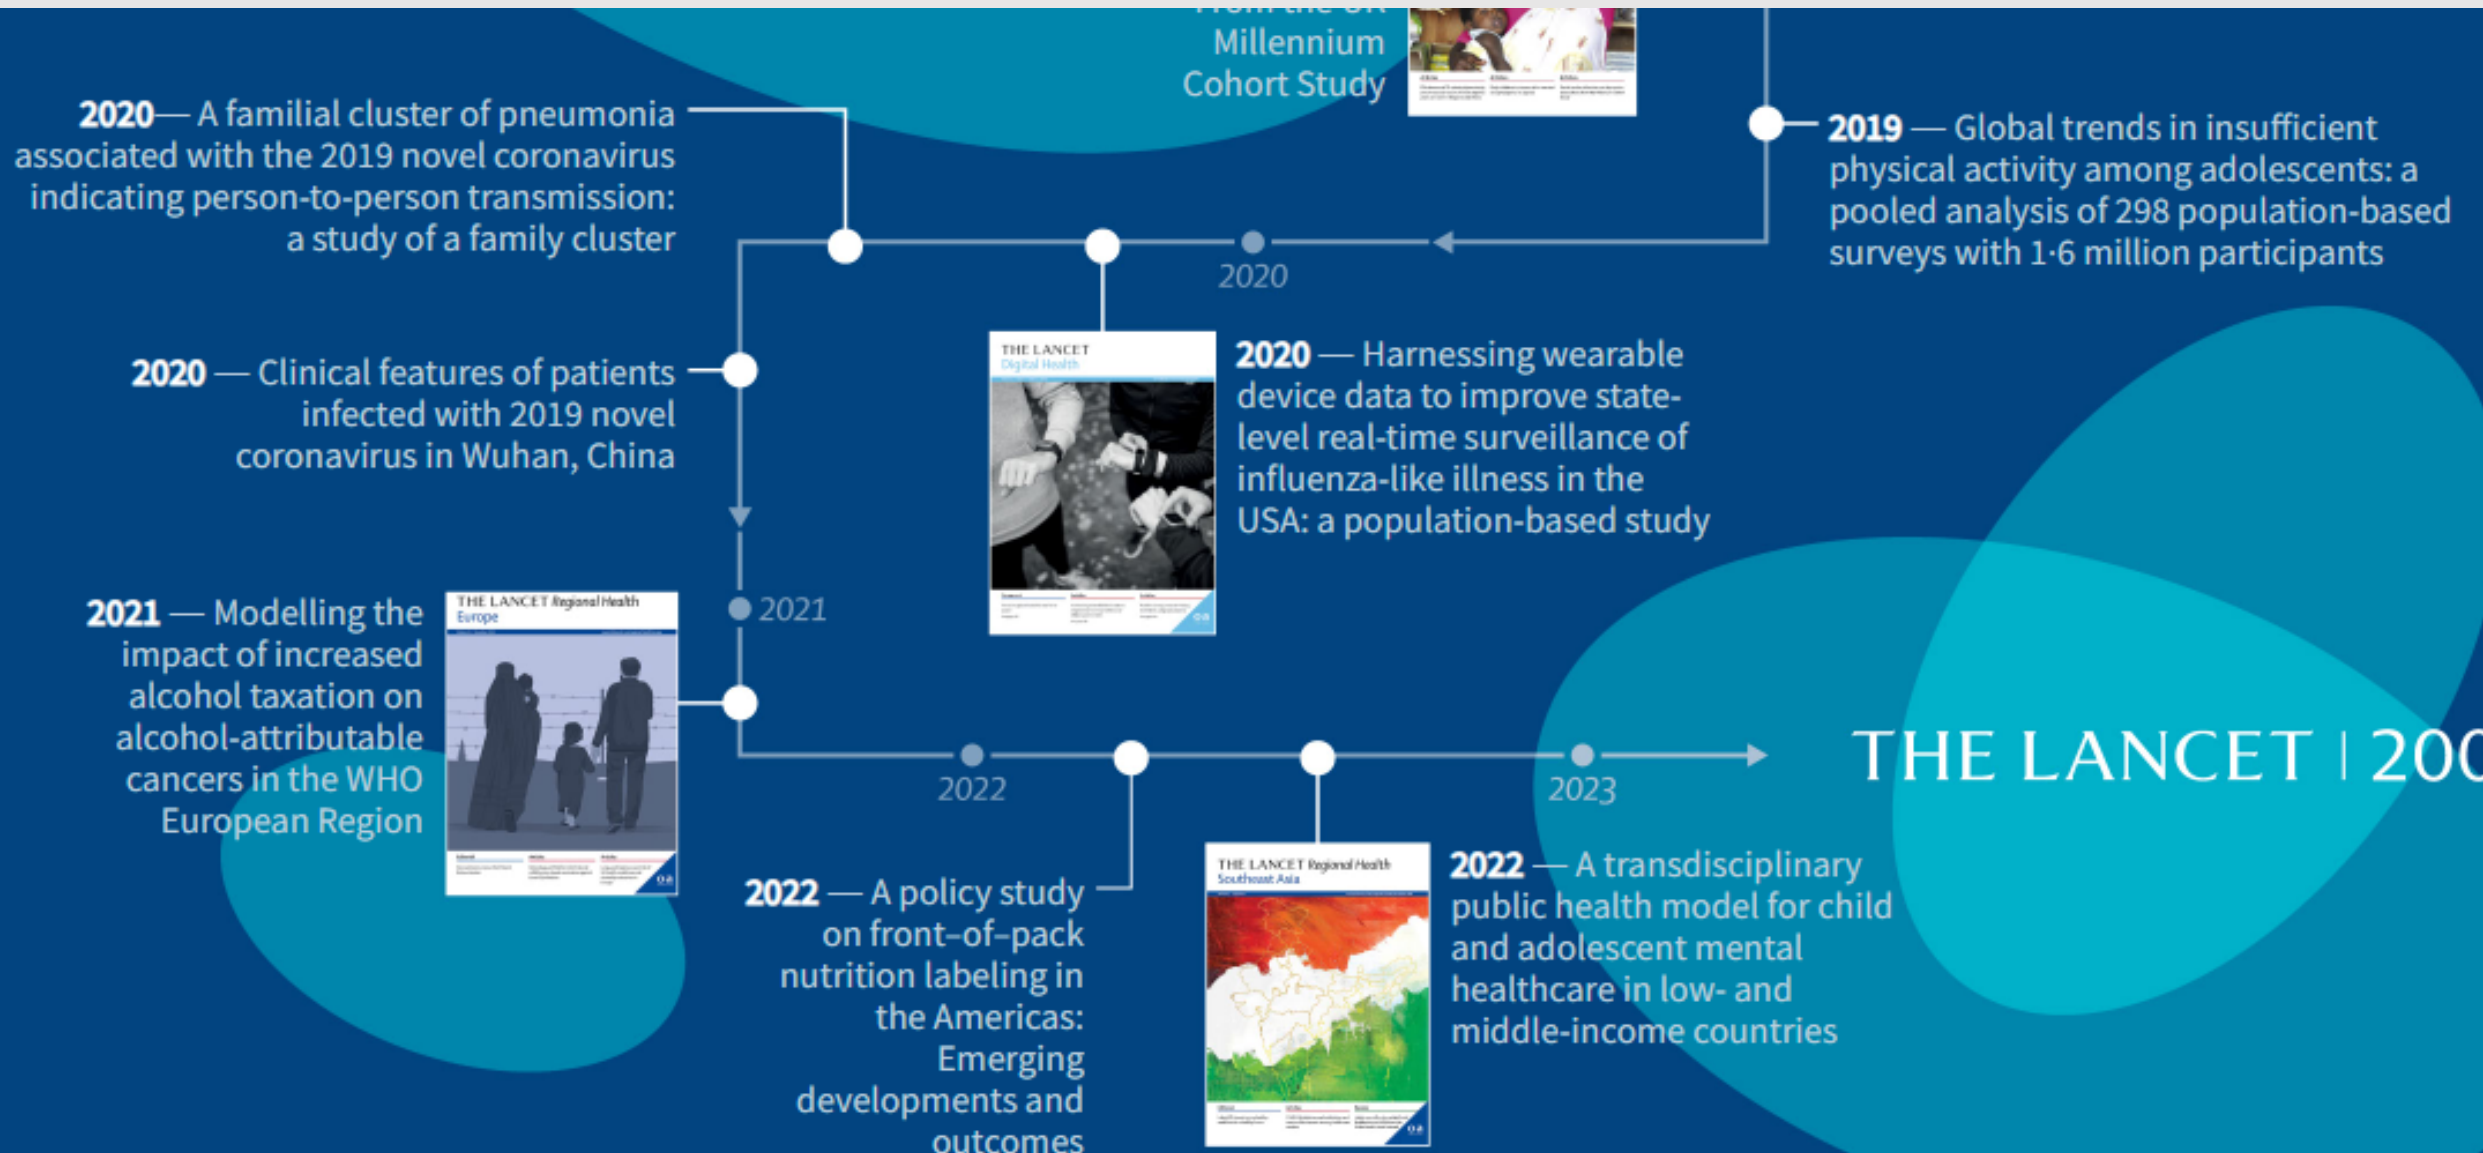 From the UK
Millennium
Cohort Study
2019 — Global trends in insufficient
physical activity among adolescents: a
pooled analysis of 298 population-based
surveys with 1·6 million participants
2020
2020 — Harnessing wearable
device data to improve state-
level real-time surveillance of
influenza-like illness in the
USA: a population-based study
THE LANCET
Digital Health
oa
2020— A familial cluster of pneumonia
associated with the 2019 novel coronavirus
indicating person-to-person transmission:
a study of a family cluster
2020 — Clinical features of patients
infected with 2019 novel
coronavirus in Wuhan, China
2021
2021 — Modelling the
impact of increased
alcohol taxation on
alcohol-attributable
cancers in the WHO
European Region
THE LANCET Regional Health
Europe
oa
2022
2022 — A policy study
on front–of–pack
nutrition labeling in
the Americas:
Emerging
developments and
outcomes
THE LANCET Regional Health
Southeast Asia
oa
2022 — A transdisciplinary
public health model for child
and adolescent mental
healthcare in low- and
middle-income countries
2023
THE LANCET | 200